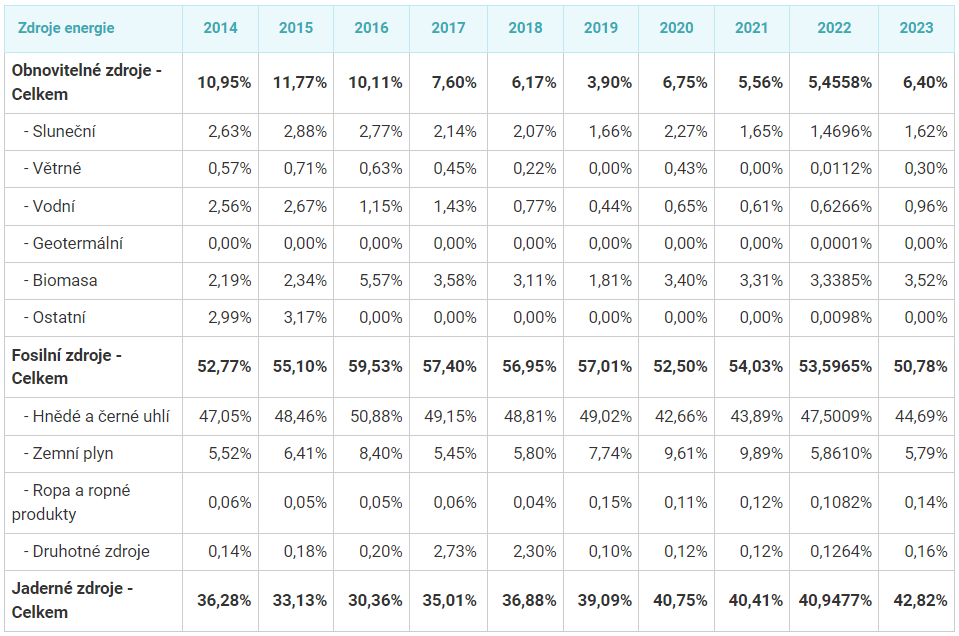 Zdroje energie 2014 2015 2016 2017 2018 2019 2020 2021 2022 2023
Obnovitelné zdroje -
Celkem 10,95% 11,77% 10,11% 7,60% 6,17% 3,90% 6,75% 5,56% 5,4558% 6,40%
- Sluneční 2,63% 2,88% 2,77% 2,14% 2,07% 1,66% 2,27% 1,65% 1,4696% 1,62%
- Větrné 0,57% 0,71% 0,63% 0,45% 0,22% 0,00% 0,43% 0,00% 0,0112% 0,30%
- Vodní 2,56% 2,67% 1,15% 1,43% 0,77% 0,44% 0,65% 0,61% 0,6266% 0,96%
- Geotermální 0,00% 0,00% 0,00% 0,00% 0,00% 0,00% 0,00% 0,00% 0,0001% 0,00%
- Biomasa 2,19% 2,34% 5,57% 3,58% 3,11% 1,81% 3,40% 3,31% 3,3385% 3,52%
- Ostatní 2,99% 3,17% 0,00% 0,00% 0,00% 0,00% 0,00% 0,00% 0,0098% 0,00%
Fosilní zdroje -
Celkem 52,77% 55,10% 59,53% 57,40% 56,95% 57,01% 52,50% 54,03% 53,5965% 50,78%
- Hnědé a černé uhlí 47,05% 48,46% 50,88% 49,15% 48,81% 49,02% 42,66% 43,89% 47,5009% 44,69%
- Zemní plyn 5,52% 6,41% 8,40% 5,45% 5,80% 7,74% 9,61% 9,89% 5,8610% 5,79%
- Ropa a ropné
produkty 0,06% 0,05% 0,05% 0,06% 0,04% 0,15% 0,11% 0,12% 0,1082% 0,14%
- Druhotné zdroje 0,14% 0,18% 0,20% 2,73% 2,30% 0,10% 0,12% 0,12% 0,1264% 0,16%
Jaderné zdroje -
Celkem 36,28% 33,13% 30,36% 35,01% 36,88% 39,09% 40,75% 40,41% 40,9477% 42,82%